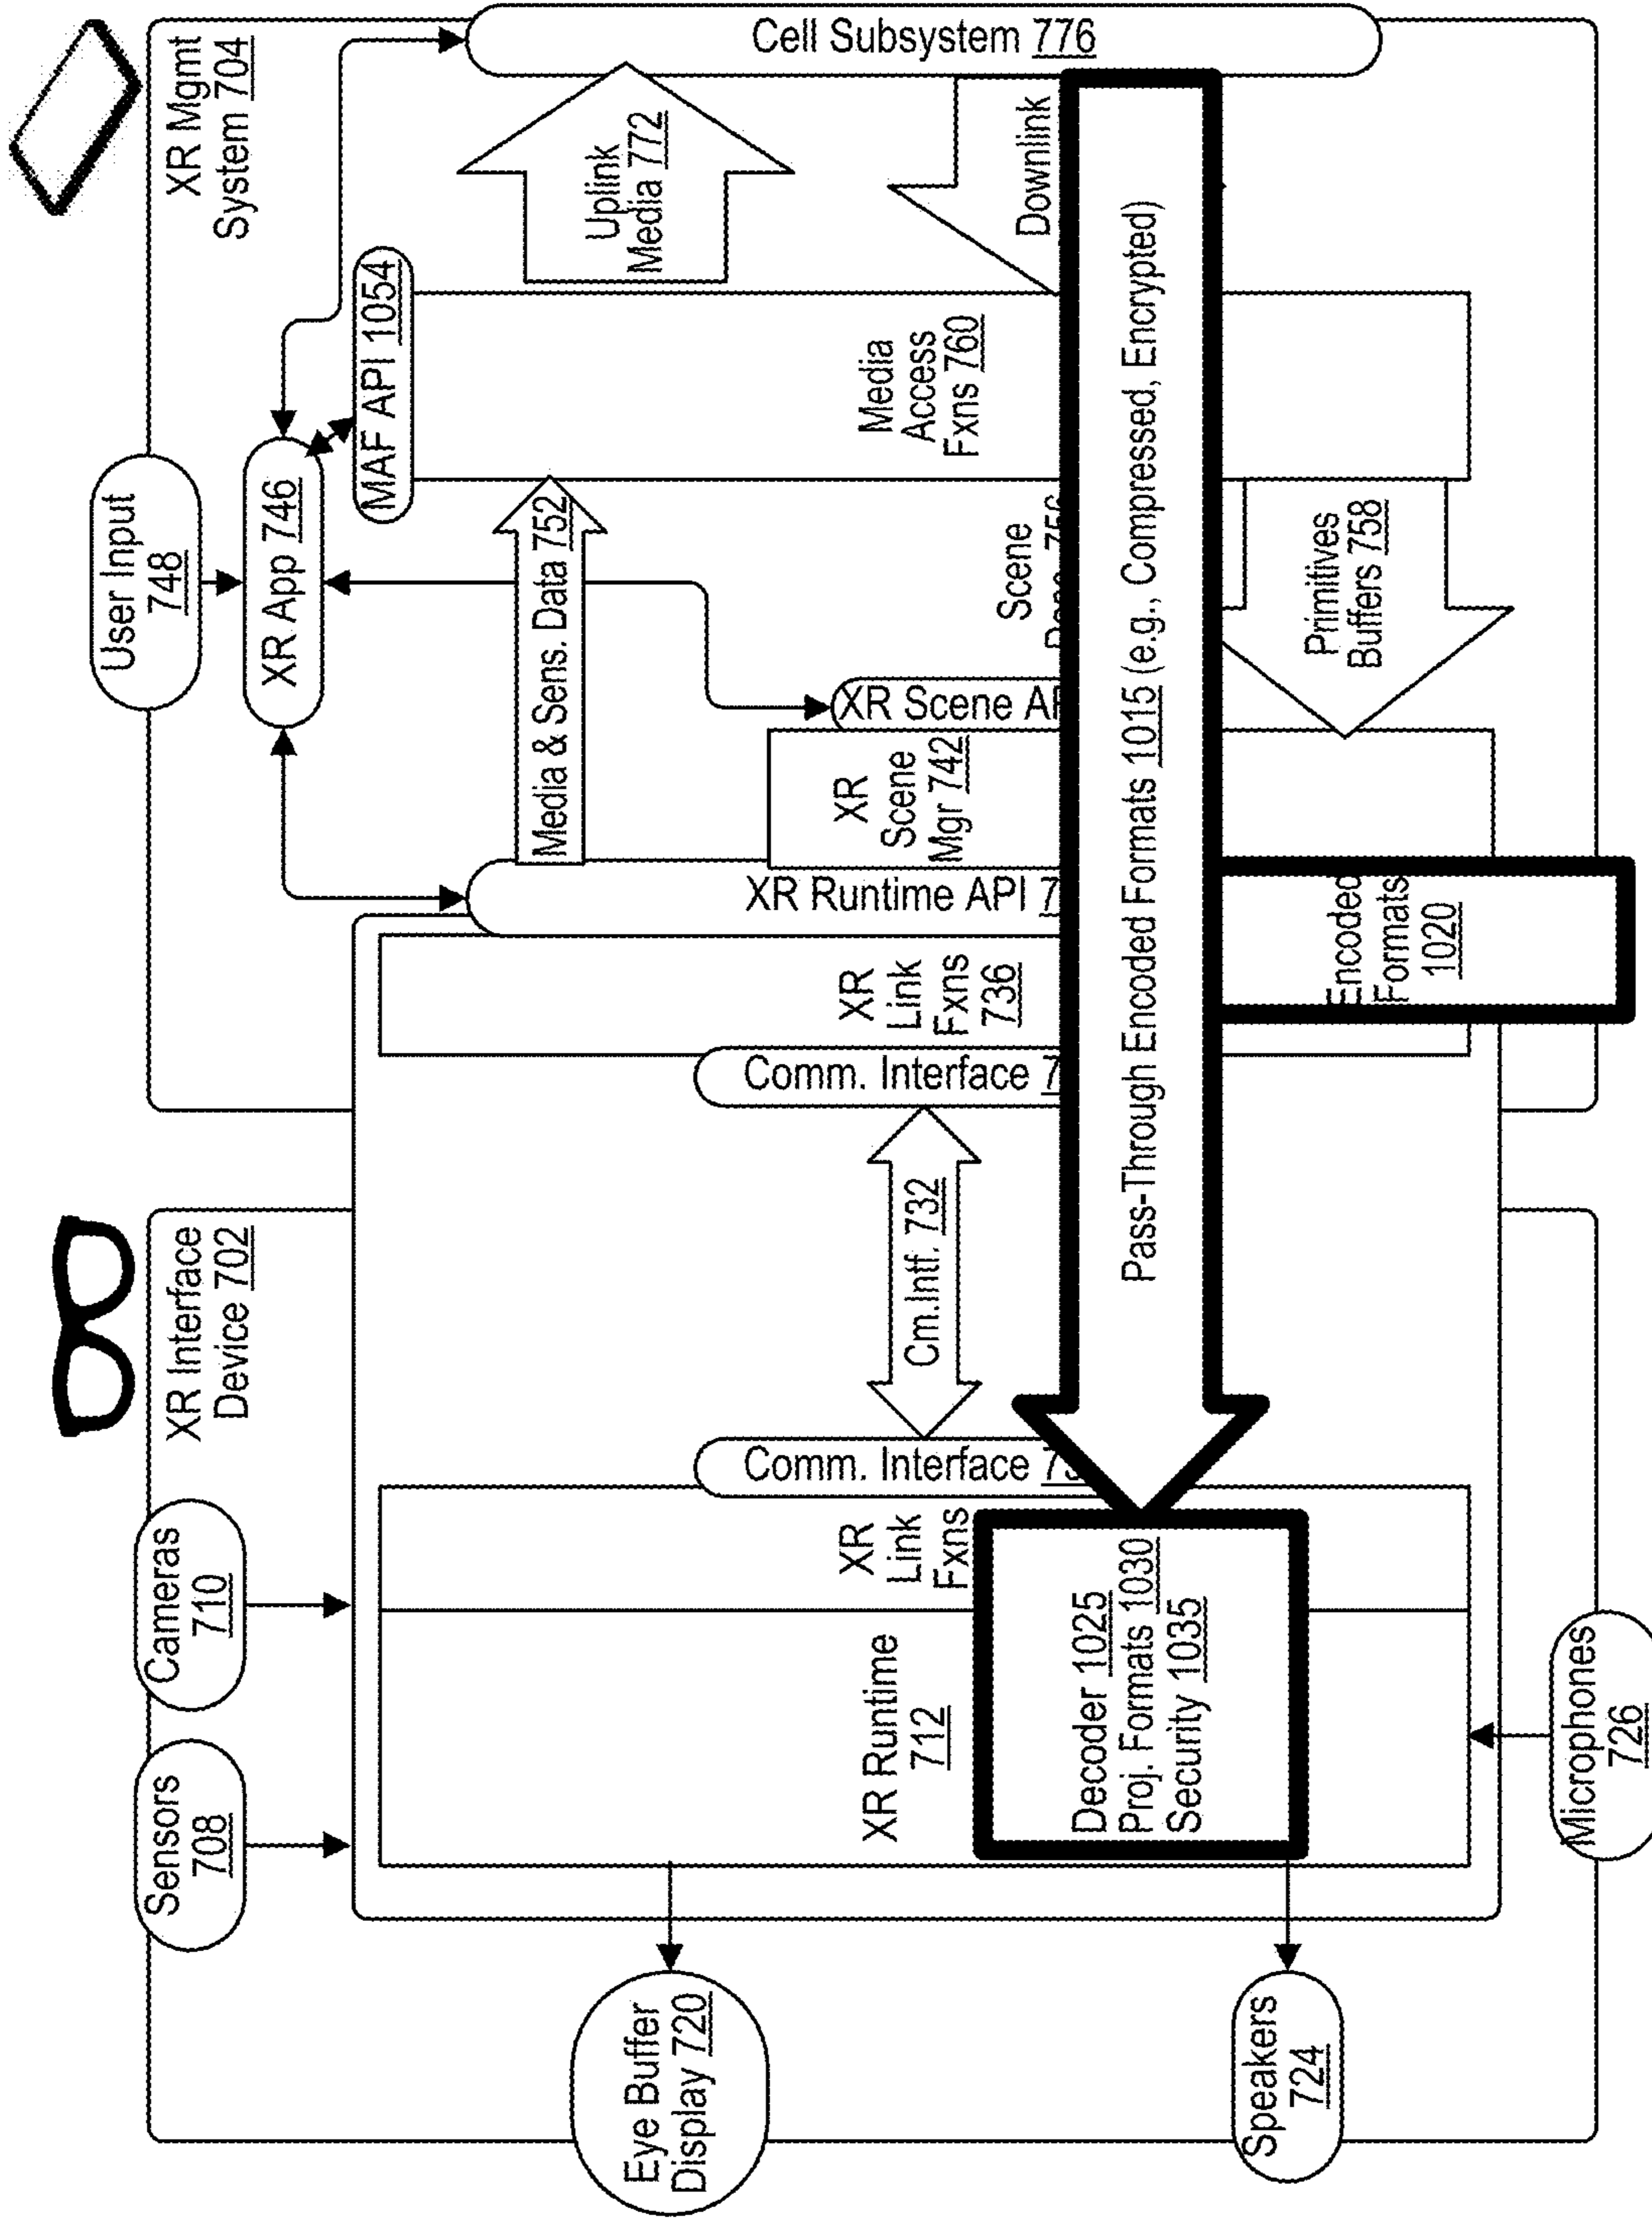 XR Interface
Device 702
XR Mgmt
System 704
Sensors
708
Cameras
710
User Input
748
XR App 746
MAF API 1054
Cell Subsystem 776
Uplink
Media 772
Media & Sens. Data 752
Eye Buffer
Display 720
XR Runtime
712
XR
Link
Fxns
Comm. Interface
Cm.Intf. 732
Comm. Interface
XR
Link
Fxns 736
XR Runtime API
XR
Scene
Mgr 742
XR Scene
Scene
Media
Access
Fxns 760
Downlink
Pass-Through Encoded Formats 1015 (e.g., Compressed, Encrypted)
Decoder 1025
Proj. Formats 1030
Security 1035
Encoded
Formats
1020
Primitives
Buffers 758
Speakers
724
Microphones
726